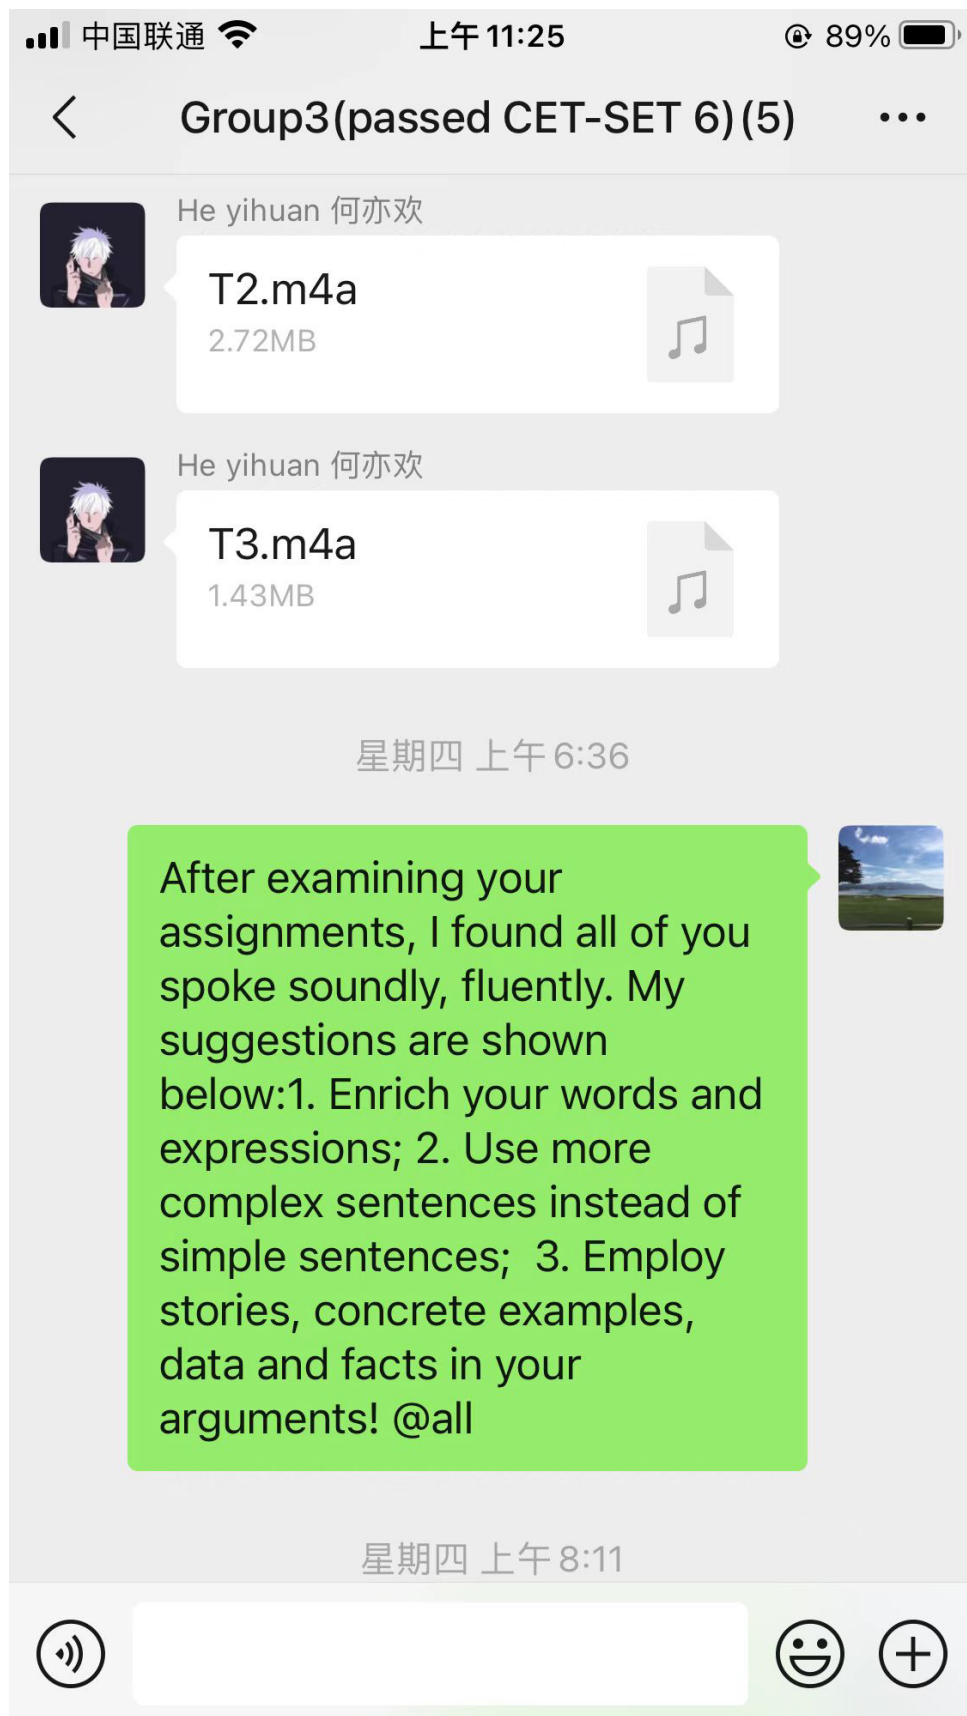 中国联通 上午11:25 89%
Group3(passed CET-SET 6)(5)
He yihuan 何亦欢
T2.m4a
2.72MB
He yihuan 何亦欢
T3.m4a
1.43MB
星期四 上午6:36
After examining your
assignments, I found all of you
spoke soundly, fluently. My
suggestions are shown
below:1. Enrich your words and
expressions; 2. Use more
complex sentences instead of
simple sentences;  3. Employ
stories, concrete examples,
data and facts in your
arguments! @all
星期四 上午8:11